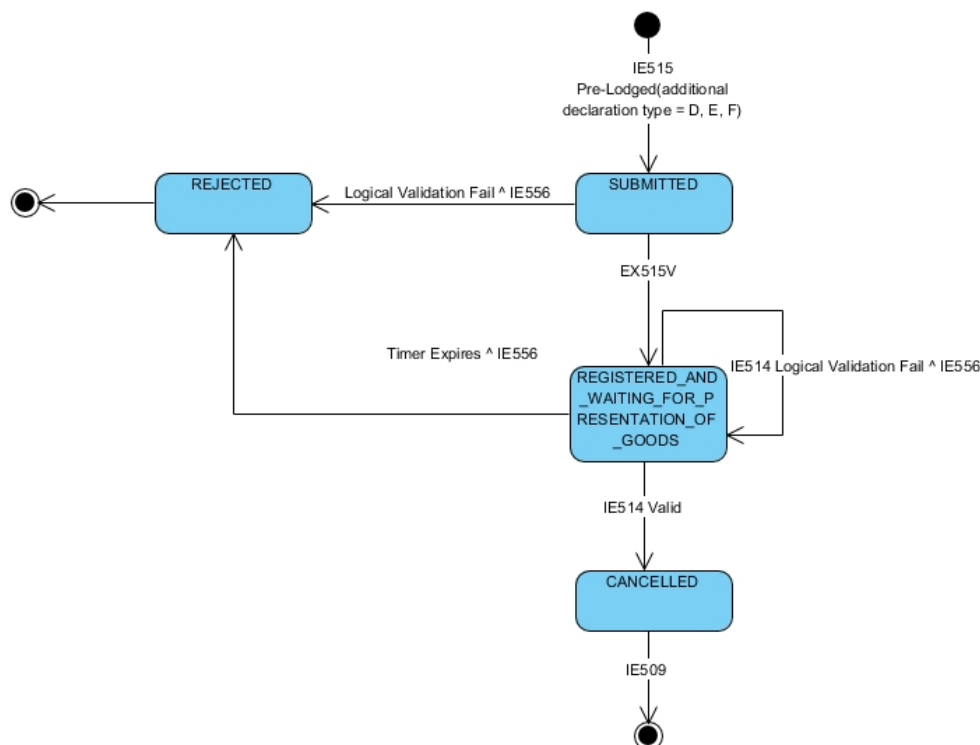 IE515
Pre-Lodged(additional
declaration type = D, E, F)
REJECTED
Logical Validation Fail ^ IE556
SUBMITTED
EX515V
Timer Expires ^ IE556
IE514 Logical Validation Fail ^ IE556
REGISTERED_AND
_WAITING_FOR_P
RESENTATION_OF
_GOODS
IE514 Valid
CANCELLED
IE509